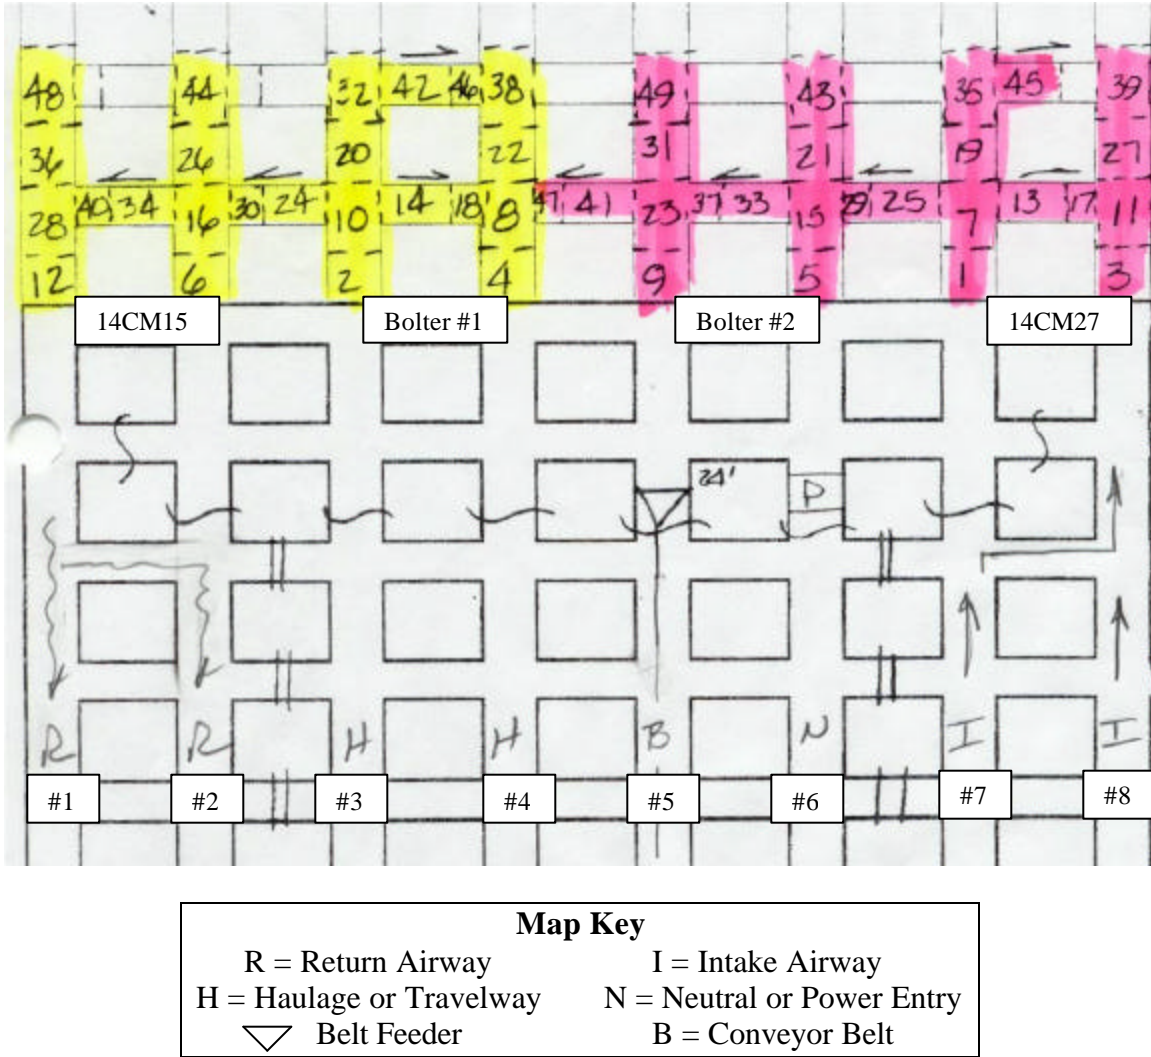 48 44 32 42 46 38 49 43 35 45 39
36 26 20 22 31 21 19 27
40 34 30 24 14 18 47 41 37 33 29 25 13 17
28 16 10 8 23 15 7 11
12 6 2 4 9 5 1 3
14CM15 Bolter #1 Bolter #2 14CM27
24'
P
R R H H B N I I
#1 #2 #3 #4 #5 #6 #7 #8
Map Key
R = Return Airway I = Intake Airway
H = Haulage or Travelway N = Neutral or Power Entry
Belt Feeder B = Conveyor Belt